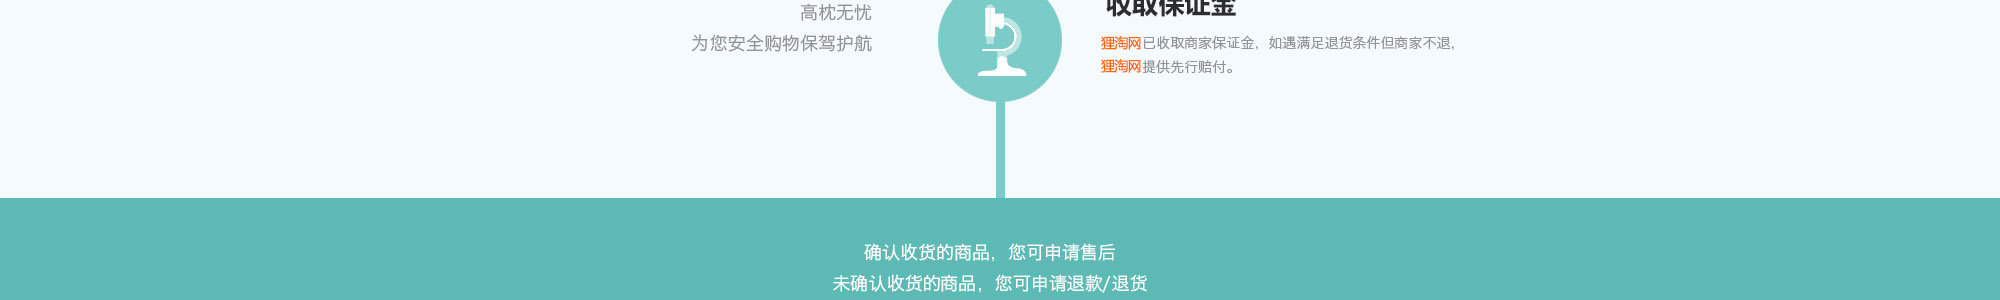 高枕无忧
为您安全购物保驾护航
收取保证金
狸淘网已收取商家保证金，如遇满足退货条件但商家不退，
狸淘网提供先行赔付。
确认收货的商品，您可申请售后
未确认收货的商品，您可申请退款/退货